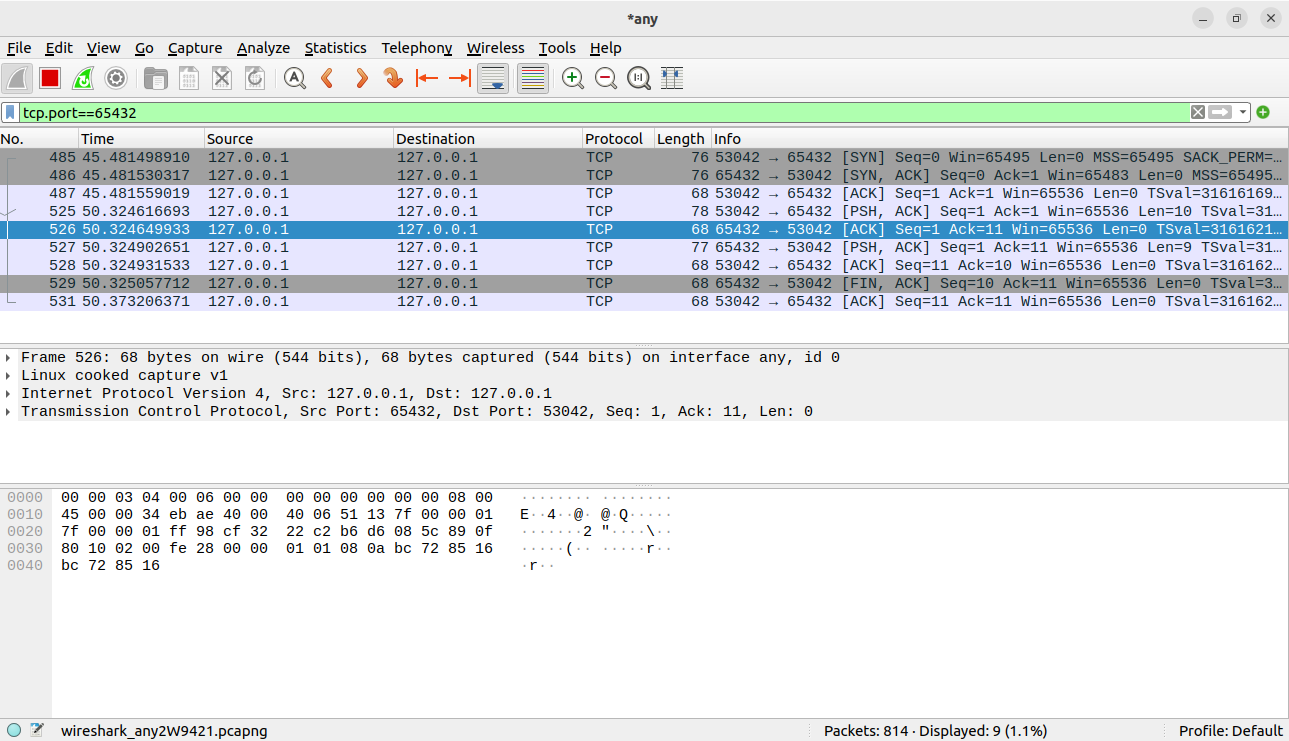 *any
File Edit View Go Capture Analyze Statistics Telephony Wireless Tools Help
tcp.port==65432
No. Time Source Destination Protocol Length Info
485 45.481498910 127.0.0.1 127.0.0.1 TCP 76 53042 → 65432 [SYN] Seq=0 Win=65495 Len=0 MSS=65495 SACK_PERM=…
486 45.481530317 127.0.0.1 127.0.0.1 TCP 76 65432 → 53042 [SYN, ACK] Seq=0 Ack=1 Win=65483 Len=0 MSS=65495…
487 45.481559019 127.0.0.1 127.0.0.1 TCP 68 53042 → 65432 [ACK] Seq=1 Ack=1 Win=65536 Len=0 TSval=31616169…
525 50.324616693 127.0.0.1 127.0.0.1 TCP 78 53042 → 65432 [PSH, ACK] Seq=1 Ack=1 Win=65536 Len=10 TSval=31…
526 50.324649933 127.0.0.1 127.0.0.1 TCP 68 65432 → 53042 [ACK] Seq=1 Ack=11 Win=65536 Len=0 TSval=3161621…
527 50.324902651 127.0.0.1 127.0.0.1 TCP 77 65432 → 53042 [PSH, ACK] Seq=1 Ack=11 Win=65536 Len=9 TSval=31…
528 50.324931533 127.0.0.1 127.0.0.1 TCP 68 53042 → 65432 [ACK] Seq=11 Ack=10 Win=65536 Len=0 TSval=316162…
529 50.325057712 127.0.0.1 127.0.0.1 TCP 68 65432 → 53042 [FIN, ACK] Seq=10 Ack=11 Win=65536 Len=0 TSval=3…
531 50.373206371 127.0.0.1 127.0.0.1 TCP 68 53042 → 65432 [ACK] Seq=11 Ack=11 Win=65536 Len=0 TSval=316162…
Frame 526: 68 bytes on wire (544 bits), 68 bytes captured (544 bits) on interface any, id 0
Linux cooked capture v1
Internet Protocol Version 4, Src: 127.0.0.1, Dst: 127.0.0.1
Transmission Control Protocol, Src Port: 65432, Dst Port: 53042, Seq: 1, Ack: 11, Len: 0
0000 00 00 03 04 00 06 00 00 00 00 00 00 00 00 08 00 ········ ········
0010 45 00 00 34 eb ae 40 00 40 06 51 13 7f 00 00 01 E··4··@· @·Q·····
0020 7f 00 00 01 ff 98 cf 32 22 c2 b6 d6 08 5c 89 0f ·······2 "····\··
0030 80 10 02 00 fe 28 00 00 01 01 08 0a bc 72 85 16 ·····(·· ·····r··
0040 bc 72 85 16 ·r··
wireshark_any2W9421.pcapng Packets: 814 · Displayed: 9 (1.1%) Profile: Default